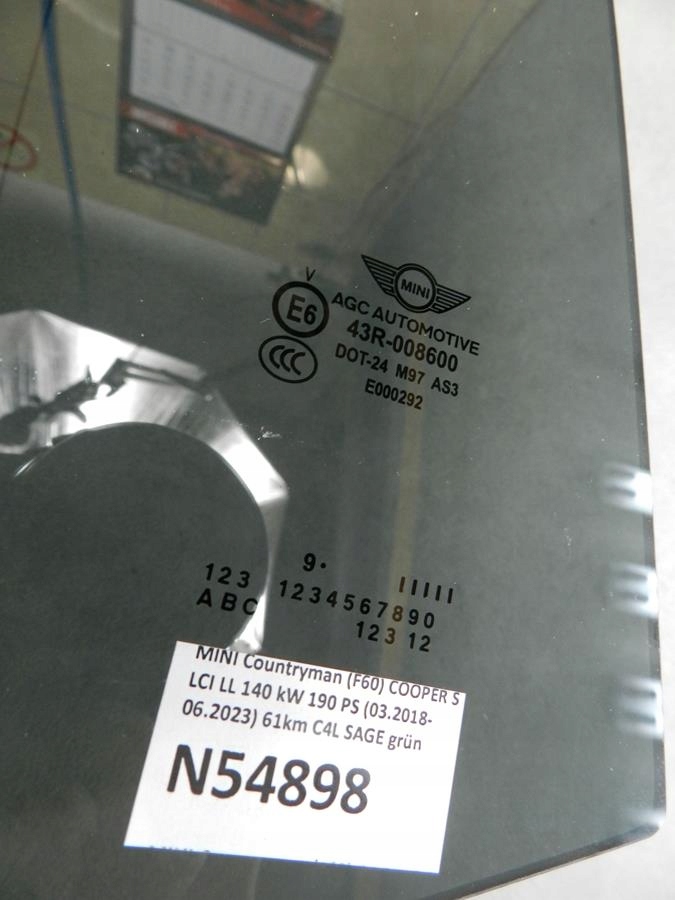 MINI
V
E6
AGC AUTOMOTIVE
43R-008600
CCC
DOT-24 M97 AS3
E000292
9·
123 1234567890 IIIII
ABC 123 12
MINI Countryman (F60) COOPER S
LCI LL 140 kW 190 PS (03.2018-
06.2023) 61km C4L SAGE grün
N54898